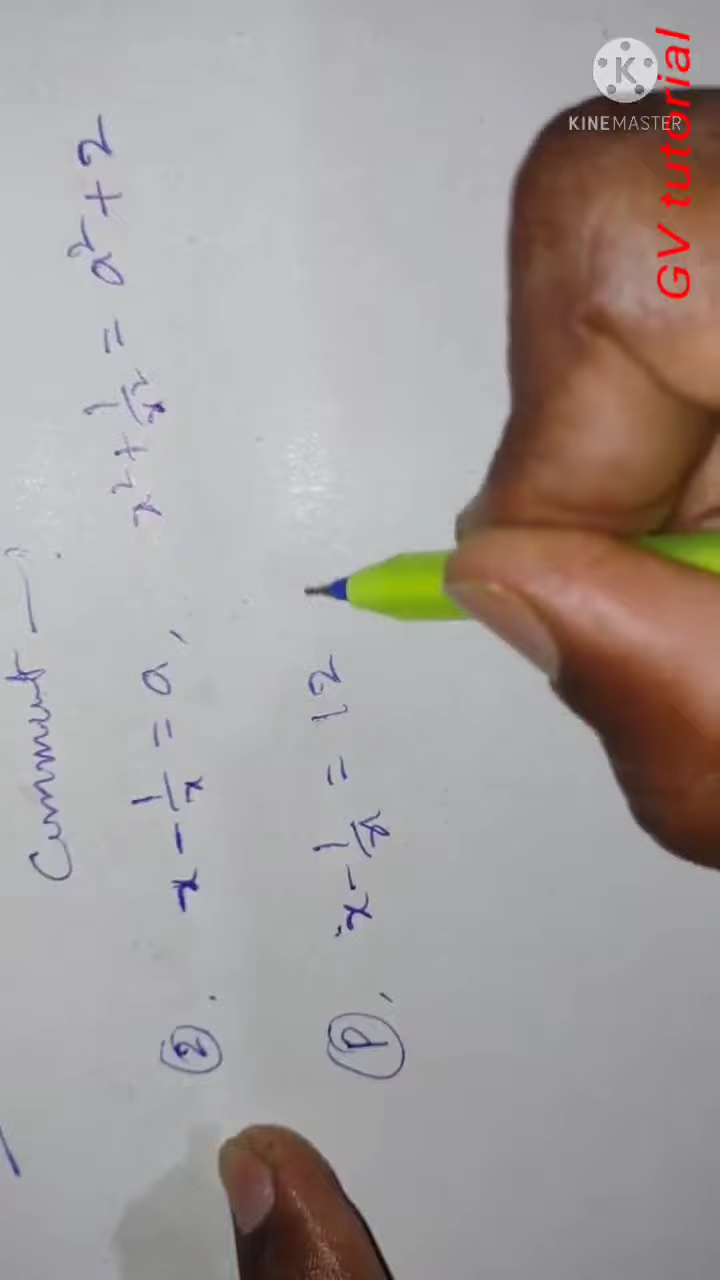 Comment —
② . x - 1/x = a, x² + 1/x² = a² + 2
Ⓟ, x - 1/x = 12
KINEMASTER
GV tutorial